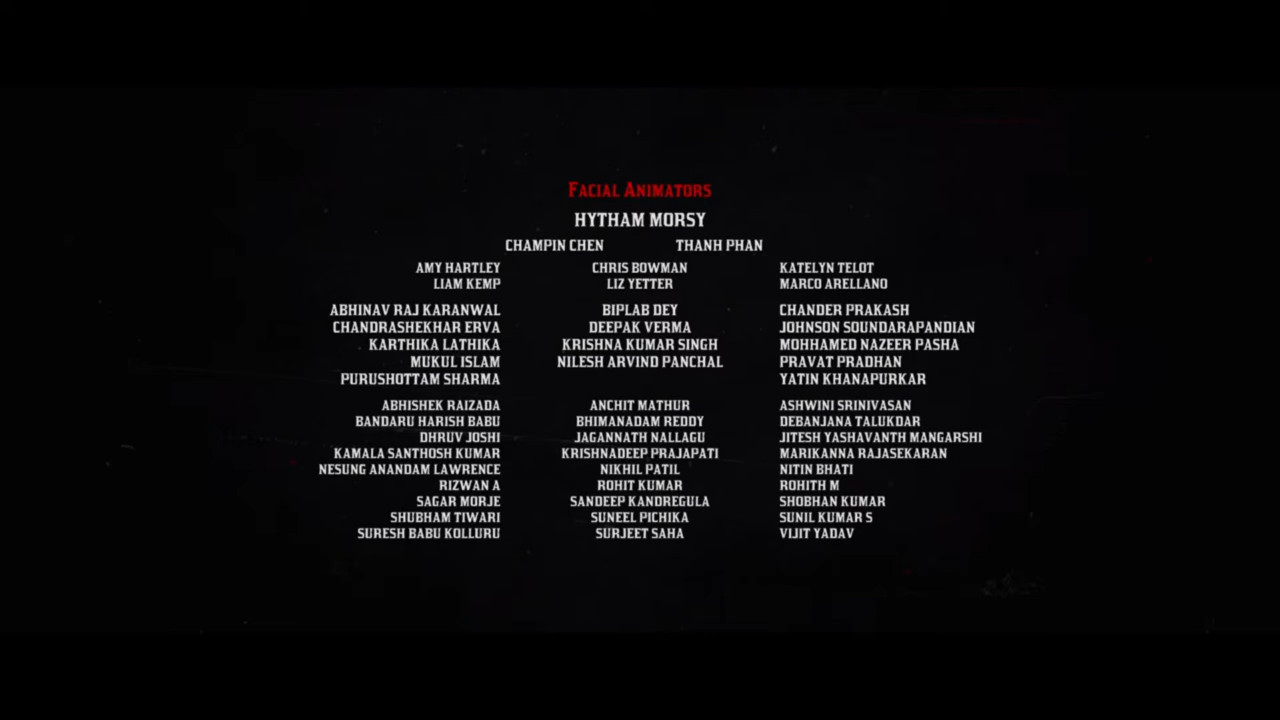 FACIAL ANIMATORS
HYTHAM MORSY
CHAMPIN CHEN THANH PHAN
AMY HARTLEY CHRIS BOWMAN KATELYN TELOT
LIAM KEMP LIZ YETTER MARCO ARELLANO
ABHINAV RAJ KARANWAL BIPLAB DEY CHANDER PRAKASH
CHANDRASHEKHAR ERVA DEEPAK VERMA JOHNSON SOUNDARAPANDIAN
KARTHIKA LATHIKA KRISHNA KUMAR SINGH MOHHAMED NAZEER PASHA
MUKUL ISLAM NILESH ARVIND PANCHAL PRAVAT PRADHAN
PURUSHOTTAM SHARMA YATIN KHANAPURKAR
ABHISHEK RAIZADA ANCHIT MATHUR ASHWINI SRINIVASAN
BANDARU HARISH BABU BHIMANADAM REDDY DEBANJANA TALUKDAR
DHRUV JOSHI JAGANNATH NALLAGU JITESH YASHAVANTH MANGARSHI
KAMALA SANTHOSH KUMAR KRISHNADEEP PRAJAPATI MARIKANNA RAJASEKARAN
NESUNG ANANDAM LAWRENCE NIKHIL PATIL NITIN BHATI
RIZWAN A ROHIT KUMAR ROHITH M
SAGAR MORJE SANDEEP KANDREGULA SHOBHAN KUMAR
SHUBHAM TIWARI SUNEEL PICHIKA SUNIL KUMAR S
SURESH BABU KOLLURU SURJEET SAHA VIJIT YADAV